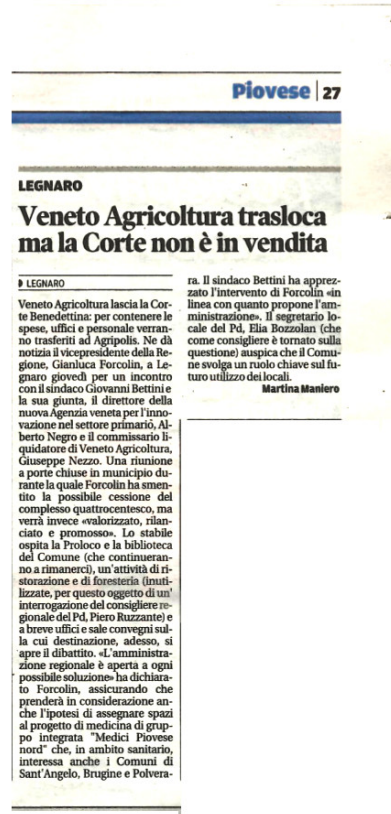 Piovese | 27
LEGNARO
Veneto Agricoltura trasloca
ma la Corte non è in vendita
LEGNARO
Veneto Agricoltura lascia la Cor-
te Benedettina: per contenere le
spese, uffici e personale verran-
no trasferiti ad Agripolis. Ne dà
notizia il vicepresidente della Re-
gione, Gianluca Forcolin, a Le-
gnaro giovedì per un incontro
con il sindaco Giovanni Bettini e
la sua giunta, il direttore della
nuova Agenzia veneta per l'inno-
vazione nel settore primario, Al-
berto Negro e il commissario li-
quidatore di Veneto Agricoltura,
Giuseppe Nezzo. Una riunione
a porte chiuse in municipio du-
rante la quale Forcolin ha smen-
tito la possibile cessione del
complesso quattrocentesco, ma
verrà invece «valorizzato, rilan-
ciato e promosso». Lo stabile
ospita la Proloco e la biblioteca
del Comune (che continueran-
no a rimanerci), un'attività di ri-
storazione e di foresteria (inuti-
lizzate, per questo oggetto di un'
interrogazione del consigliere re-
gionale del Pd, Piero Ruzzante) e
a breve uffici e sale convegni sul-
la cui destinazione, adesso, si
apre il dibattito. «L'amministra-
zione regionale è aperta a ogni
possibile soluzione» ha dichiara-
to Forcolin, assicurando che
prenderà in considerazione an-
che l'ipotesi di assegnare spazi
al progetto di medicina di grup-
po integrata "Medici Piovese
nord" che, in ambito sanitario,
interessa anche i Comuni di
Sant'Angelo, Brugine e Polvera-
ra. Il sindaco Bettini ha apprez-
zato l'intervento di Forcolin «in
linea con quanto propone l'am-
ministrazione». Il segretario lo-
cale del Pd, Elia Bozzolan (che
come consigliere è tornato sulla
questione) auspica che il Comu-
ne svolga un ruolo chiave sul fu-
turo utilizzo dei locali.
Martina Maniero